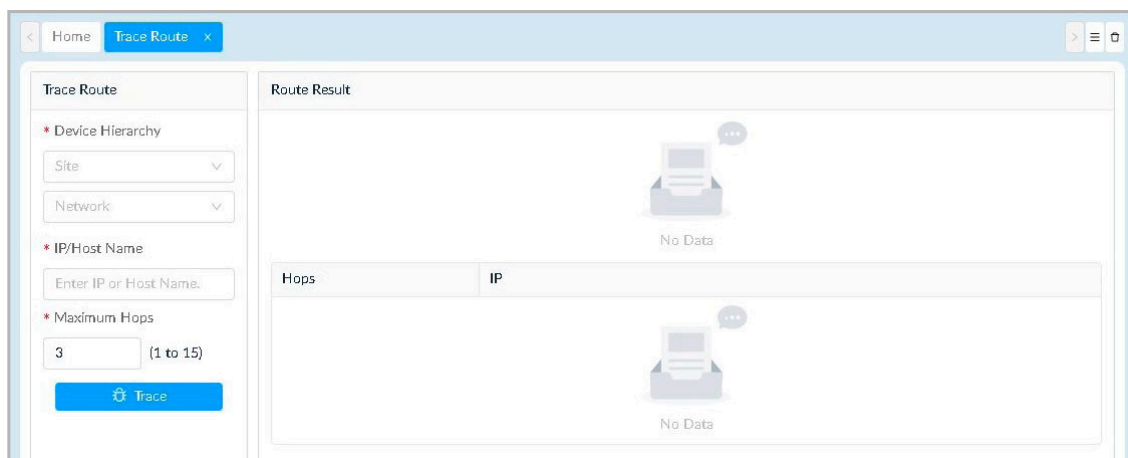 Home Trace Route ×
Trace Route
* Device Hierarchy
Site
Network
* IP/Host Name
Enter IP or Host Name.
* Maximum Hops
3 (1 to 15)
Trace
Route Result
No Data
Hops IP
No Data